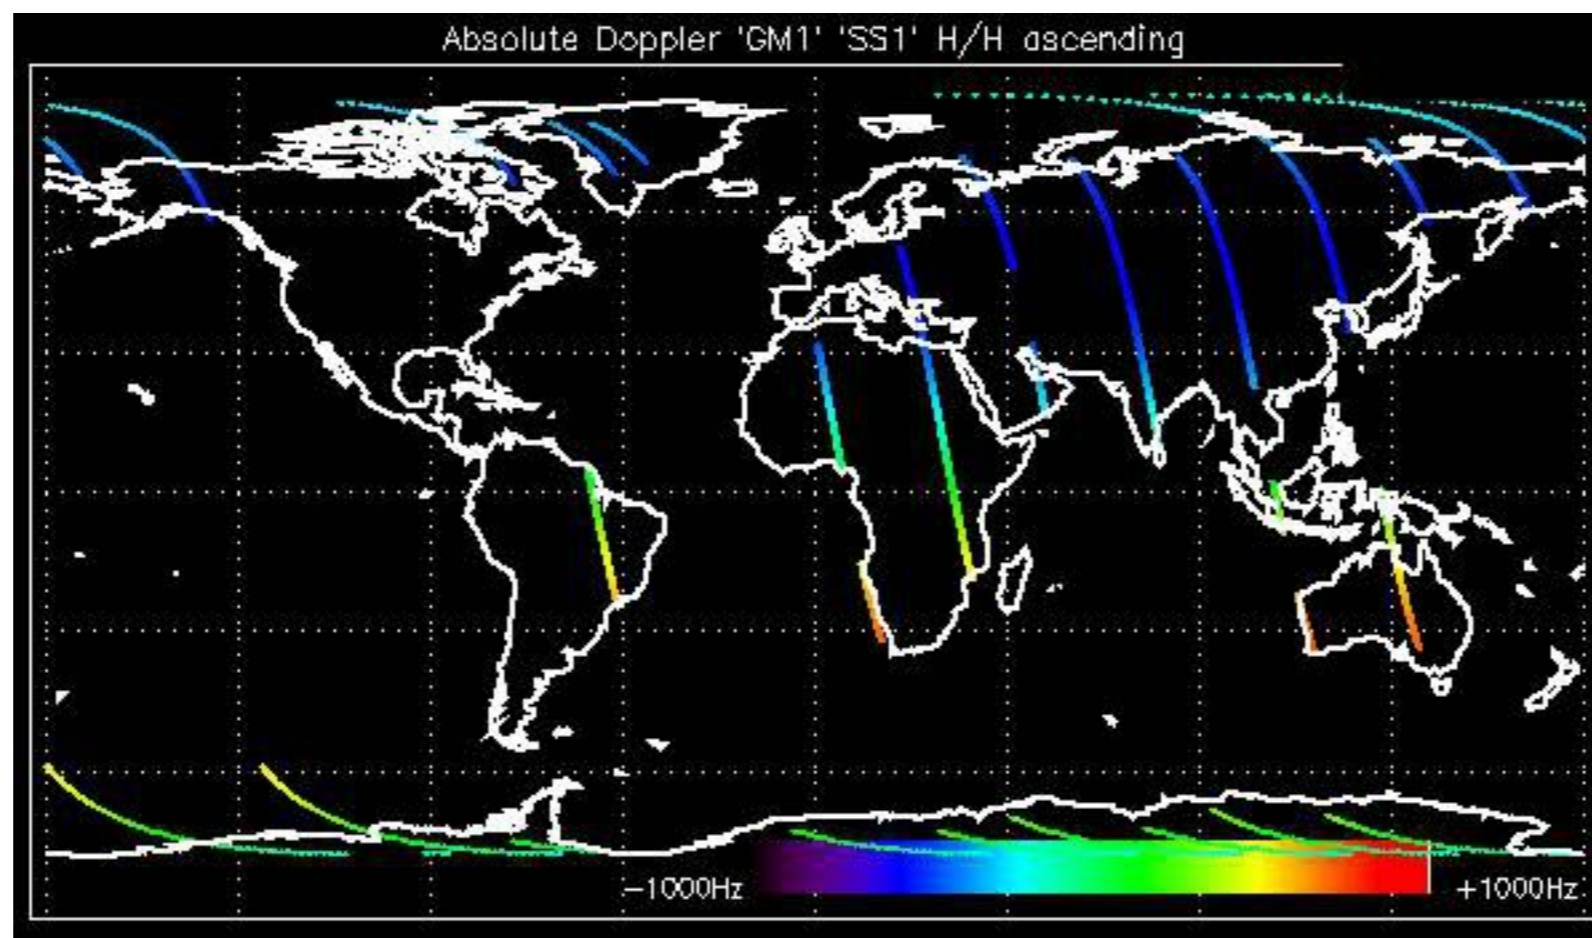 Absolute Doppler 'GM1' 'SS1' H/H ascending
-1000Hz
+1000Hz